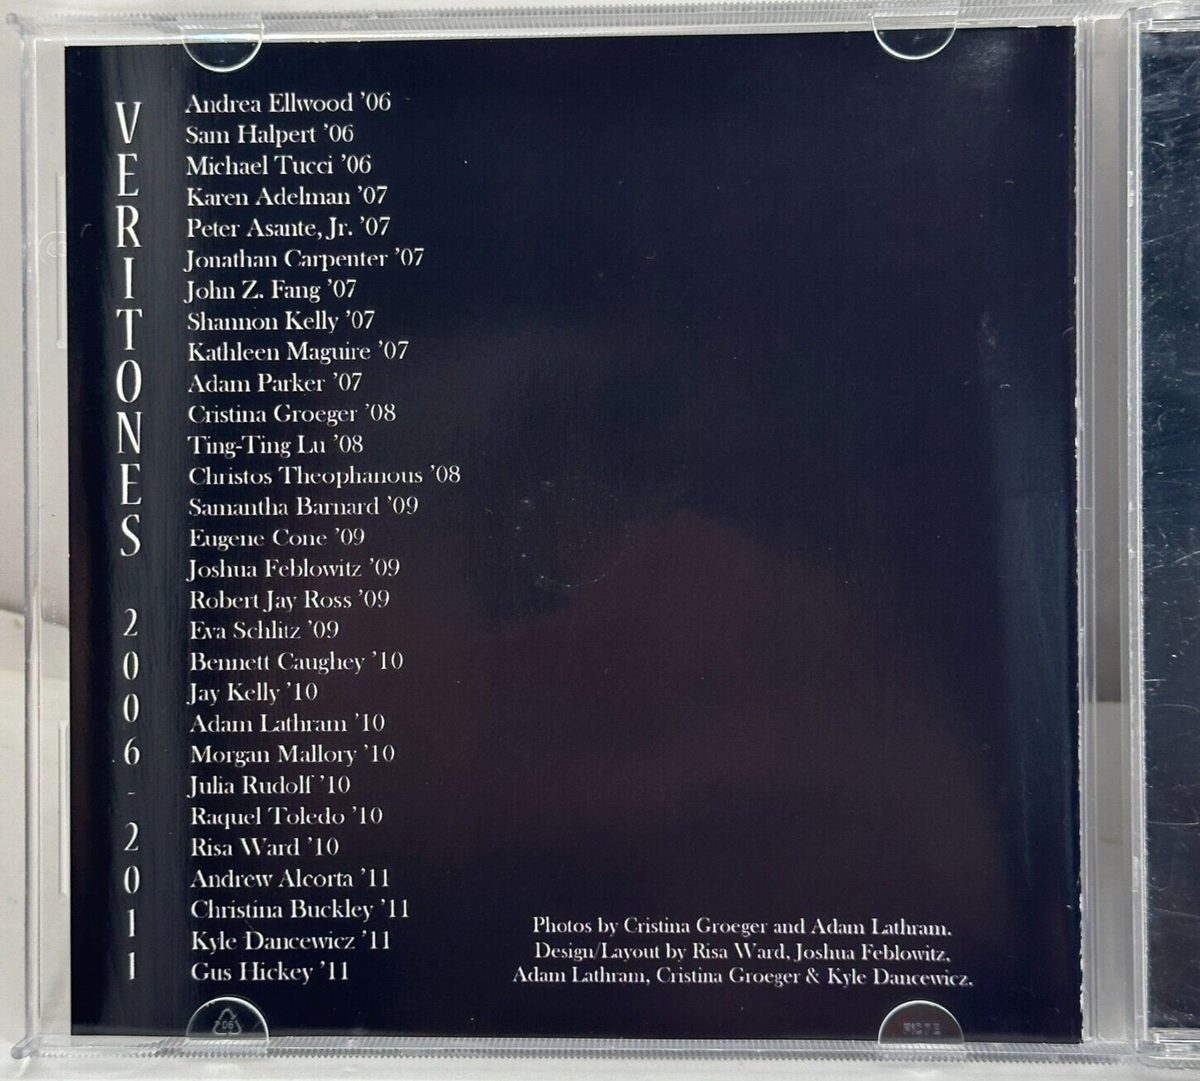 VERITONES 2006-2011
Andrea Ellwood '06
Sam Halpert '06
Michael Tucci '06
Karen Adelman '07
Peter Asante, Jr. '07
Jonathan Carpenter '07
John Z. Fang '07
Shannon Kelly '07
Kathleen Maguire '07
Adam Parker '07
Cristina Groeger '08
Ting-Ting Lu '08
Christos Theophanous '08
Samantha Barnard '09
Eugene Cone '09
Joshua Feblowitz '09
Robert Jay Ross '09
Eva Schlitz '09
Bennett Caughey '10
Jay Kelly '10
Adam Lathram '10
Morgan Mallory '10
Julia Rudolf '10
Raquel Toledo '10
Risa Ward '10
Andrew Alcorta '11
Christina Buckley '11
Kyle Dancewicz '11
Gus Hickey '11
Photos by Cristina Groeger and Adam Lathram.
Design/Layout by Risa Ward, Joshua Feblowitz,
Adam Lathram, Cristina Groeger & Kyle Dancewicz.
06